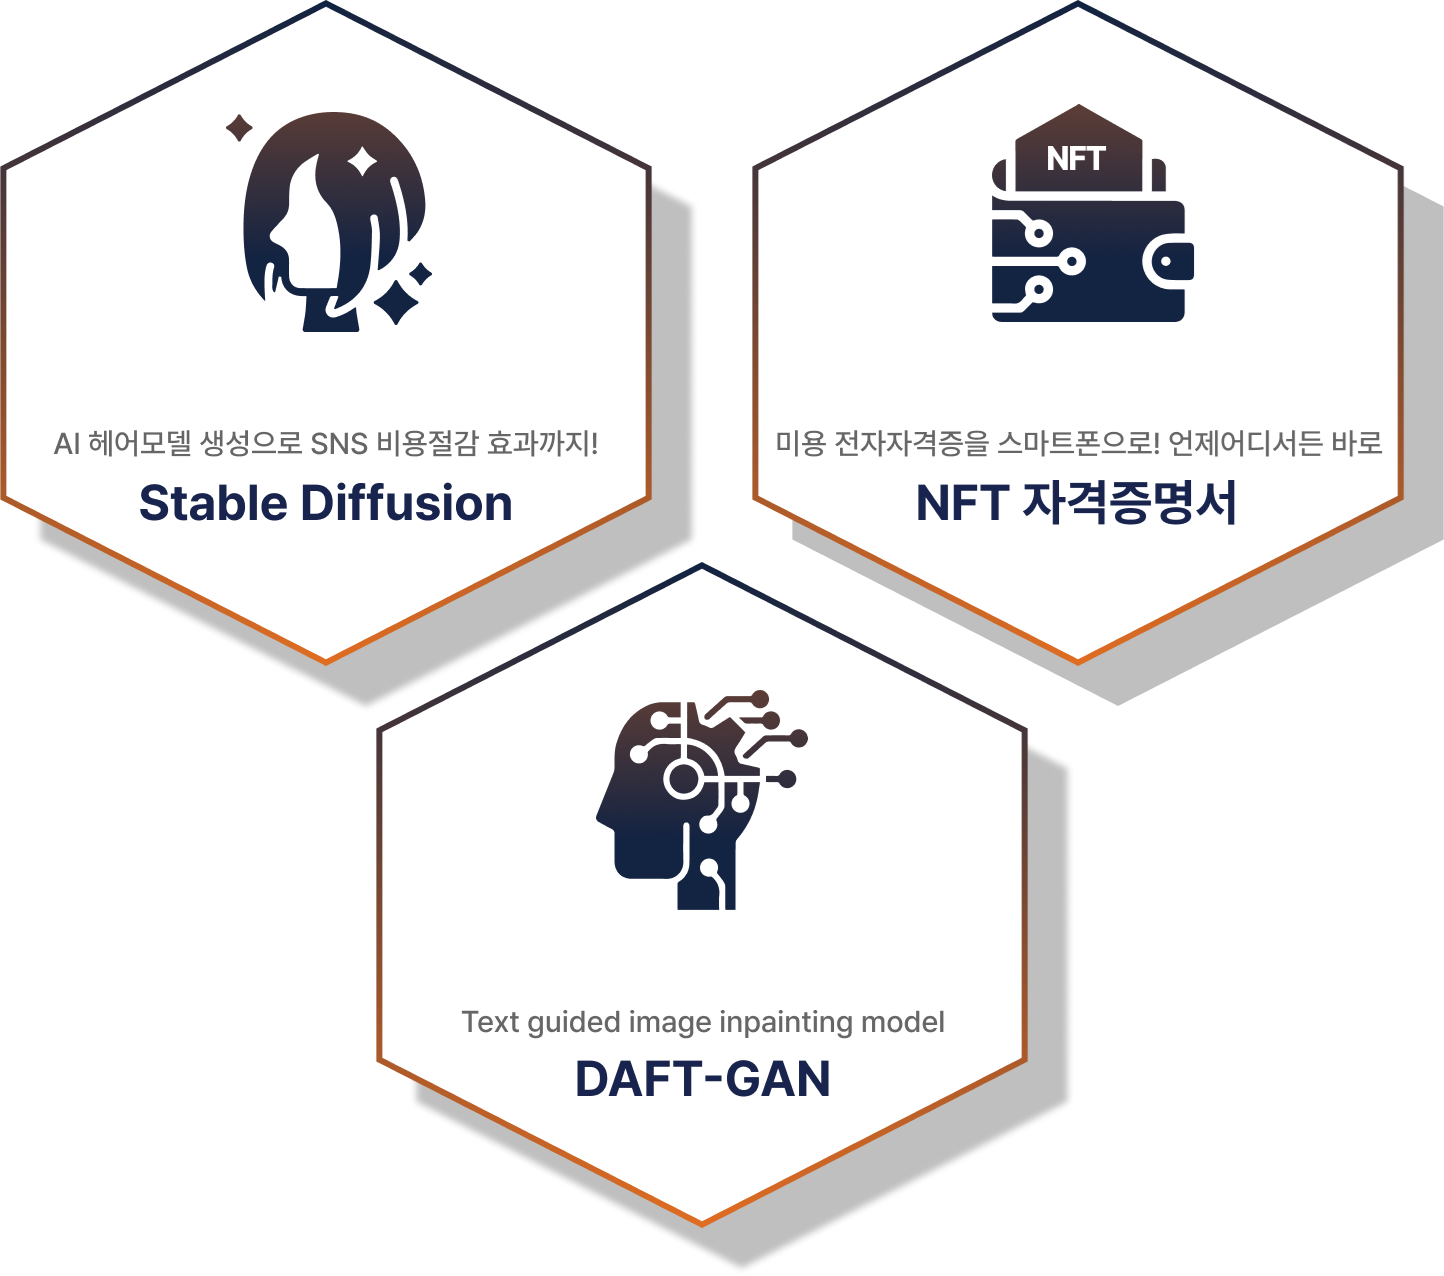 AI 헤어모델 생성으로 SNS 비용절감 효과까지!
Stable Diffusion
NFT
미용 전자자격증을 스마트폰으로! 언제어디서든 바로
NFT 자격증명서
Text guided image inpainting model
DAFT-GAN